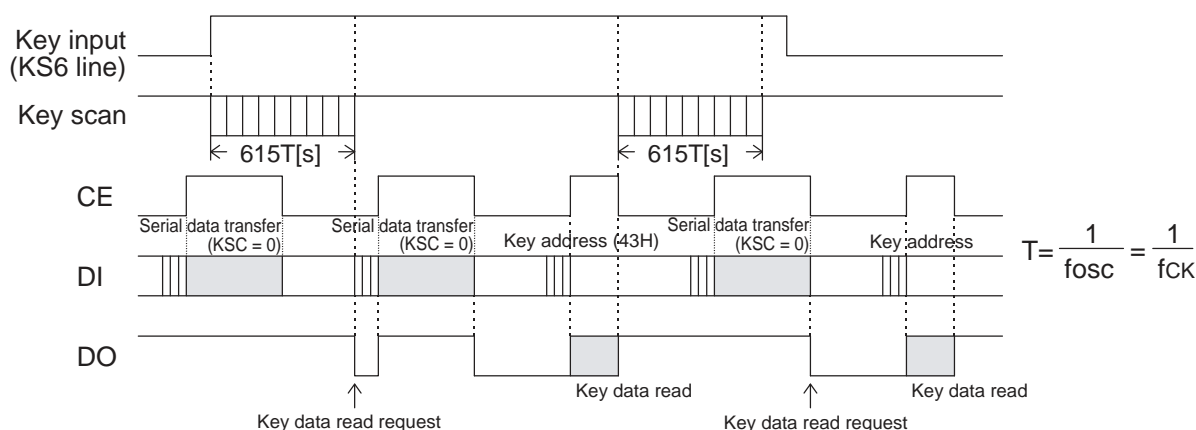 Key input
(KS6 line)
Key scan
615T[s]
615T[s]
CE
Serial data transfer
(KSC = 0)
Serial data transfer
(KSC = 0)
Key address (43H)
Serial data transfer
(KSC = 0)
Key address
DI
T= 1/fosc = 1/fCK
DO
Key data read
Key data read
Key data read request
Key data read request